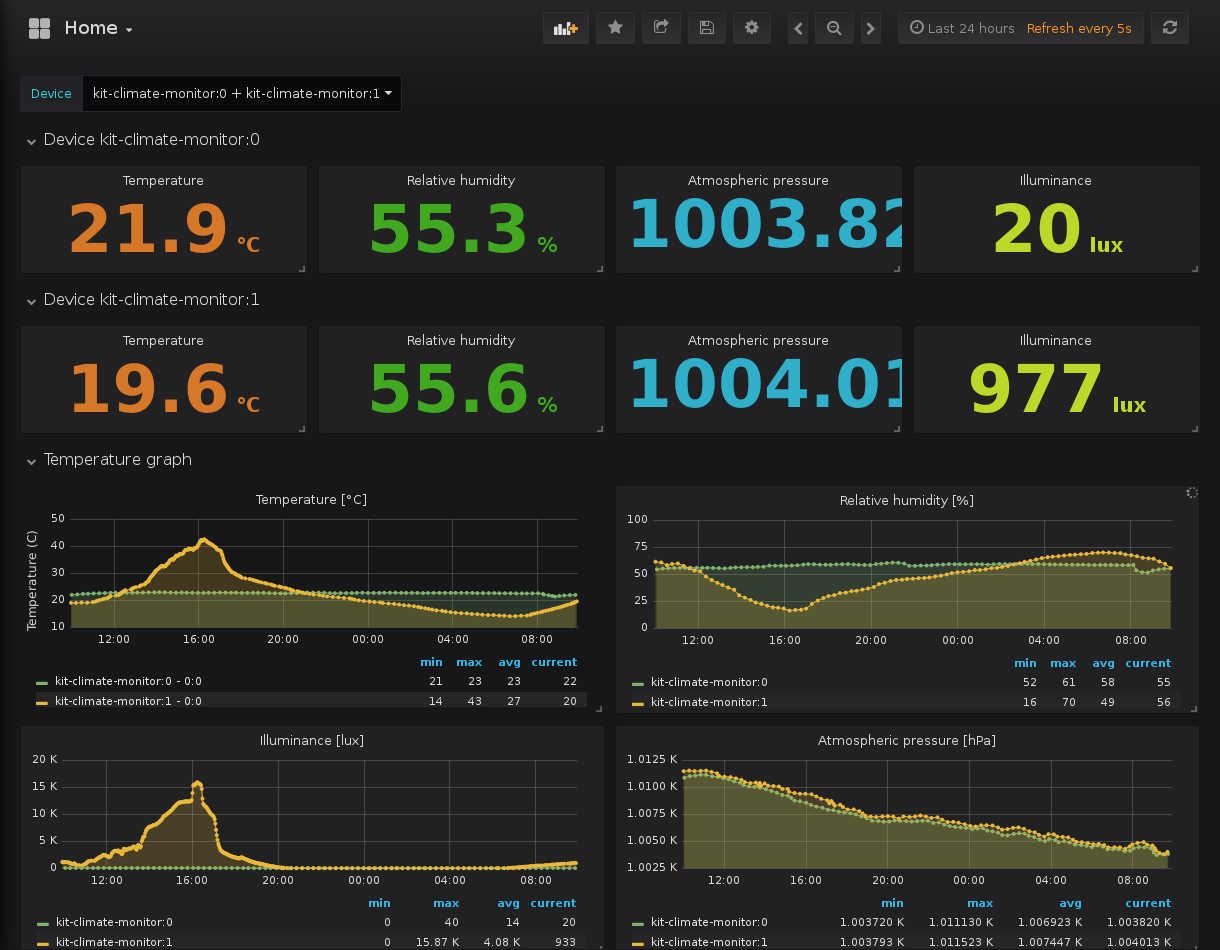 Home
Last 24 hours Refresh every 5s
Device kit-climate-monitor:0 + kit-climate-monitor:1
Device kit-climate-monitor:0
Temperature Relative humidity Atmospheric pressure Illuminance
21.9 °C 55.3 % 1003.82 20 lux
Device kit-climate-monitor:1
Temperature Relative humidity Atmospheric pressure Illuminance
19.6 °C 55.6 % 1004.01 977 lux
Temperature graph
Temperature [°C]
Temperature (C)
50
40
30
20
10
12:00 16:00 20:00 00:00 04:00 08:00
min max avg current
kit-climate-monitor:0 - 0:0 21 23 23 22
kit-climate-monitor:1 - 0:0 14 43 27 20
Relative humidity [%]
100
75
50
25
0
12:00 16:00 20:00 00:00 04:00 08:00
min max avg current
kit-climate-monitor:0 52 61 58 55
kit-climate-monitor:1 16 70 49 56
Illuminance [lux]
20 K
15 K
10 K
5 K
0
12:00 16:00 20:00 00:00 04:00 08:00
min max avg current
kit-climate-monitor:0 0 40 14 20
kit-climate-monitor:1 0 15.87 K 4.08 K 933
Atmospheric pressure [hPa]
1.0125 K
1.0100 K
1.0075 K
1.0050 K
1.0025 K
12:00 16:00 20:00 00:00 04:00 08:00
min max avg current
kit-climate-monitor:0 1.003720 K 1.011130 K 1.006923 K 1.003820 K
kit-climate-monitor:1 1.003793 K 1.011523 K 1.007447 K 1.004013 K